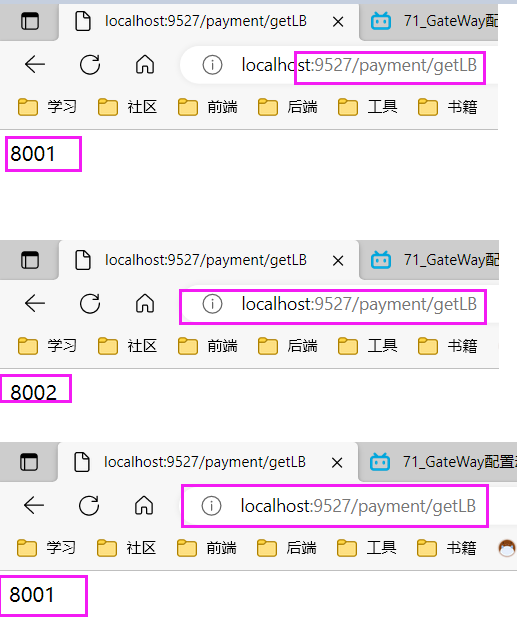 localhost:9527/payment/getLB 71_GateWay配
localhost:9527/payment/getLB
学习 社区 前端 后端 工具 书籍
8001
localhost:9527/payment/getLB 71_GateWay配
localhost:9527/payment/getLB
学习 社区 前端 后端 工具 书籍
8002
localhost:9527/payment/getLB 71_GateWay配置
localhost:9527/payment/getLB
学习 社区 前端 后端 工具 书籍
8001